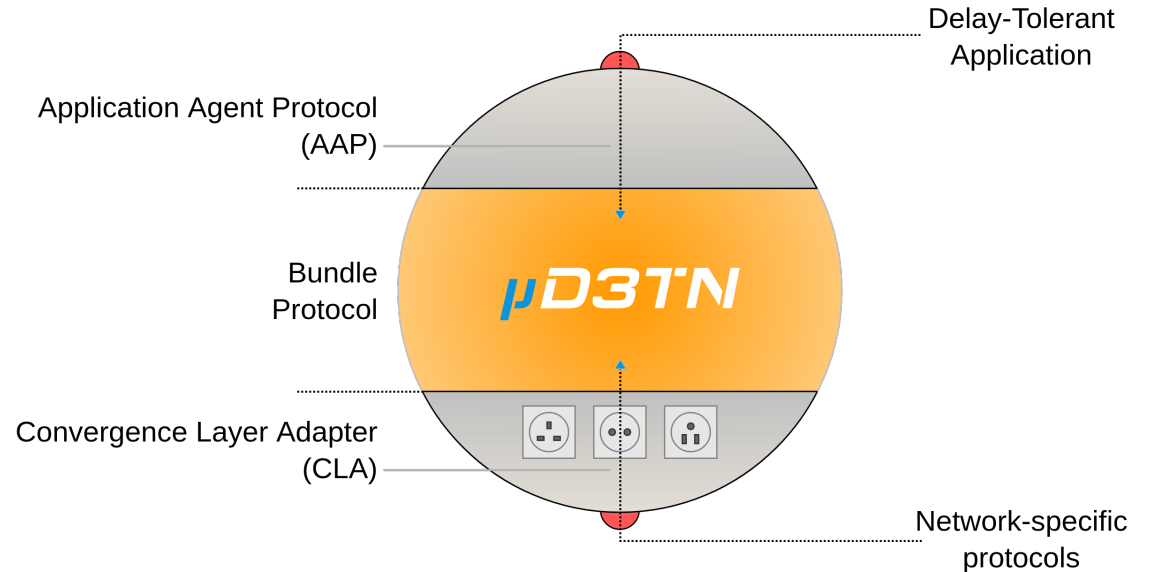 Delay-Tolerant
Application
Application Agent Protocol
(AAP)
Bundle
Protocol
μD3TN
Convergence Layer Adapter
(CLA)
Network-specific
protocols